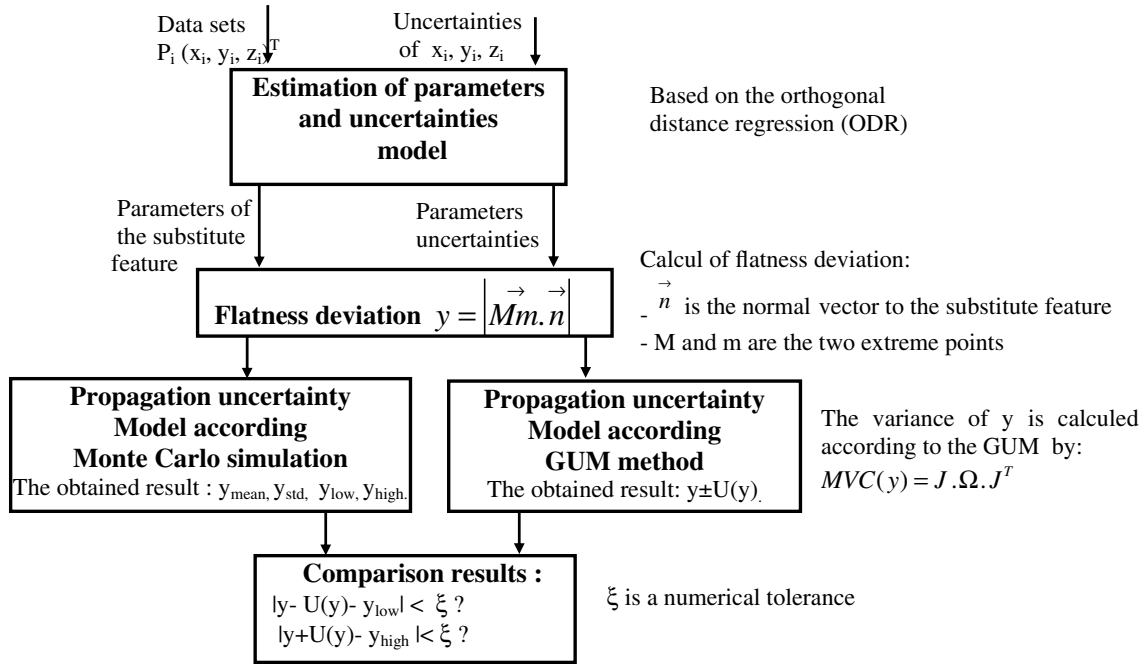 Data sets
P_i (x_i, y_i, z_i)^T
Uncertainties
of x_i, y_i, z_i
Estimation of parameters
and uncertainties
model
Based on the orthogonal
distance regression (ODR)
Parameters of
the substitute
feature
Parameters
uncertainties
Flatness deviation y = |\vec{Mm}.\vec{n}|
Calcul of flatness deviation:
- \vec{n} is the normal vector to the substitute feature
- M and m are the two extreme points
Propagation uncertainty
Model according
Monte Carlo simulation
The obtained result : y_mean, y_std, y_low, y_high.
Propagation uncertainty
Model according
GUM method
The obtained result: y±U(y).
The variance of y is calculed
according to the GUM by:
MVC(y) = J .Ω. J^T
Comparison results :
|y- U(y)- y_low| < ξ ?
|y+U(y)- y_high |< ξ ?
ξ is a numerical tolerance